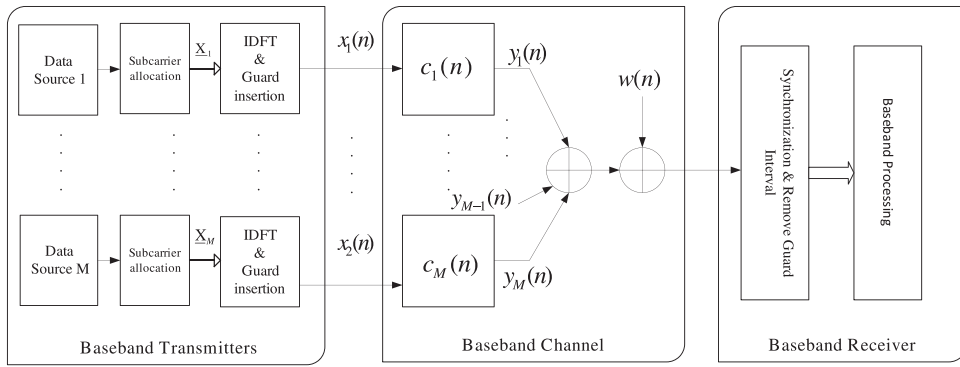 Data
Source 1
Subcarrier
allocation
X_1
IDFT
&
Guard
insertion
x_1(n)
c_1(n)
y_1(n)
w(n)
y_{M-1}(n)
Data
Source M
Subcarrier
allocation
X_M
IDFT
&
Guard
insertion
x_2(n)
c_M(n)
y_M(n)
Synchronization & Remove Guard
Interval
Baseband Processing
Baseband Transmitters
Baseband Channel
Baseband Receiver